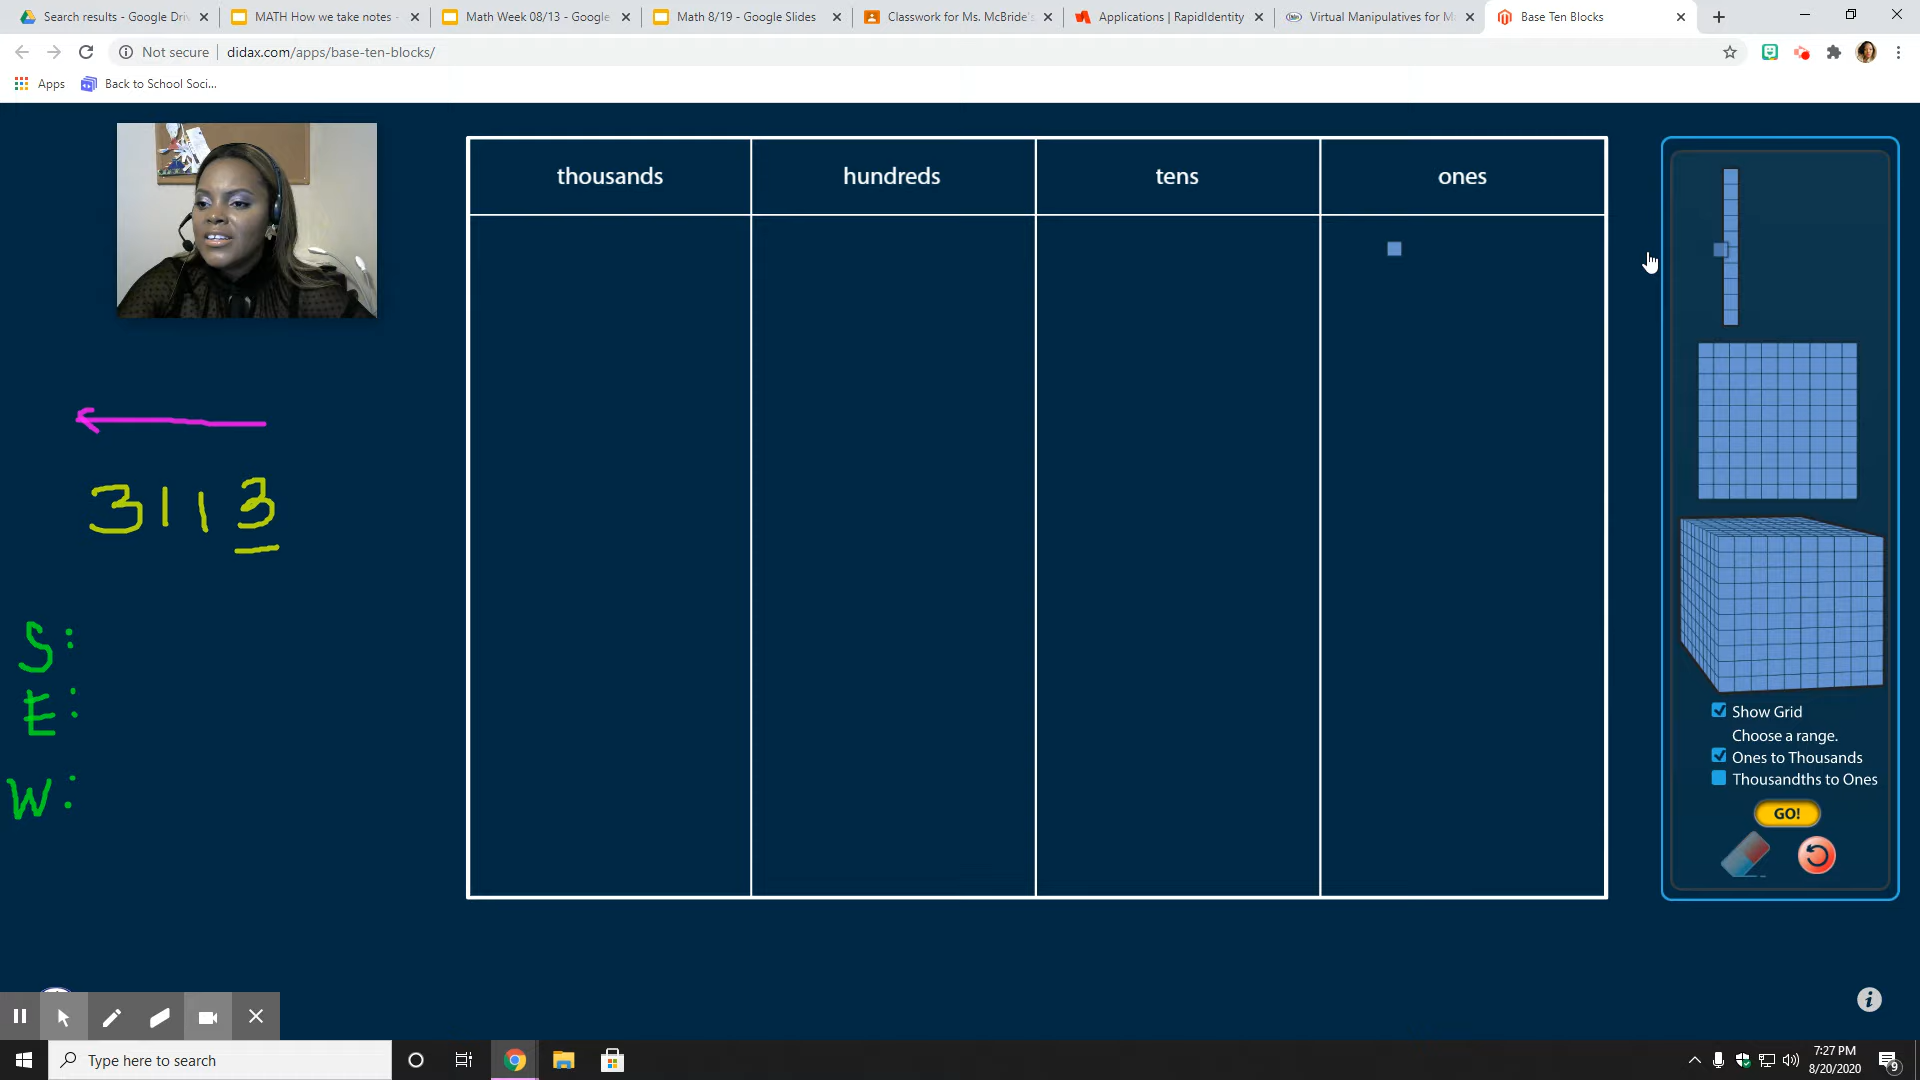 Search results - Google Dri
MATH How we take notes -
Math Week 08/13 - Google
Math 8/19 - Google Slides
Classwork for Ms. McBride'
Applications | RapidIdentity
Virtual Manipulatives for M
Base Ten Blocks
Not secure | didax.com/apps/base-ten-blocks/
Apps
Back to School Soci...
thousands
hundreds
tens
ones
3113
S:
E:
W:
Show Grid
Choose a range.
Ones to Thousands
Thousandths to Ones
GO!
i
Type here to search
7:27 PM
8/20/2020
9